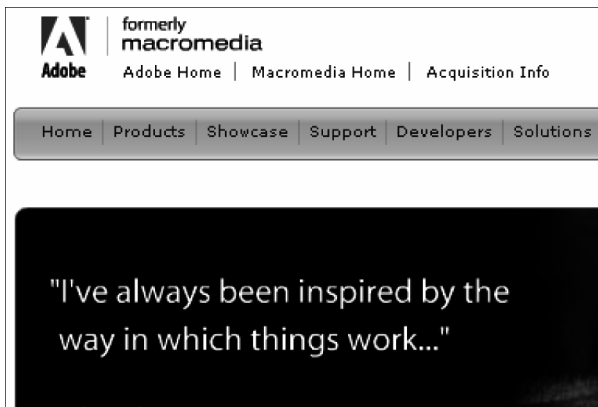 formerly
macromedia
Adobe
Adobe Home | Macromedia Home | Acquisition Info
Home | Products | Showcase | Support | Developers | Solutions
"I've always been inspired by the
way in which things work..."